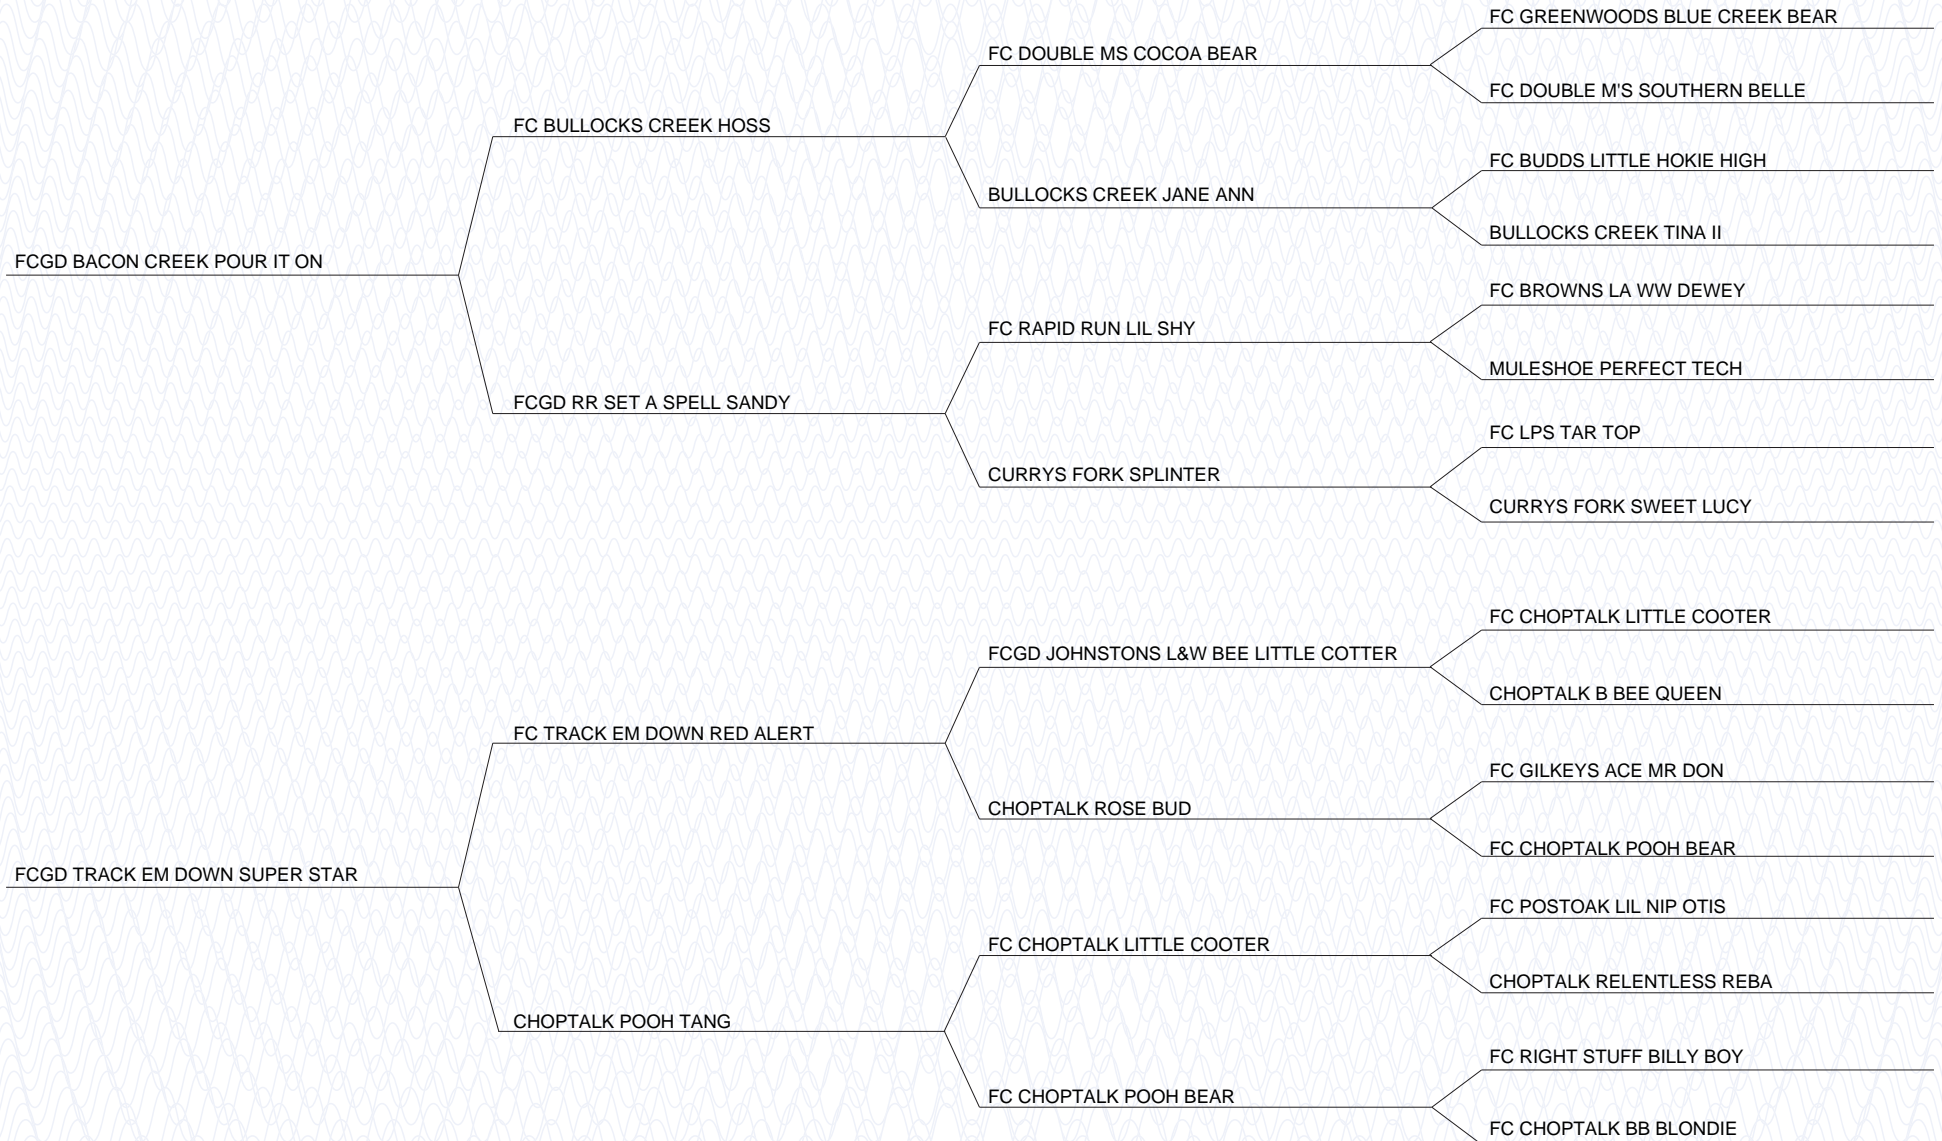 FC GREENWOODS BLUE CREEK BEAR
FC DOUBLE MS COCOA BEAR
FC DOUBLE M'S SOUTHERN BELLE
FC BULLOCKS CREEK HOSS
FC BUDDS LITTLE HOKIE HIGH
BULLOCKS CREEK JANE ANN
BULLOCKS CREEK TINA II
FCGD BACON CREEK POUR IT ON
FC BROWNS LA WW DEWEY
FC RAPID RUN LIL SHY
MULESHOE PERFECT TECH
FCGD RR SET A SPELL SANDY
FC LPS TAR TOP
CURRYS FORK SPLINTER
CURRYS FORK SWEET LUCY
FC CHOPTALK LITTLE COOTER
FCGD JOHNSTONS L&W BEE LITTLE COTTER
CHOPTALK B BEE QUEEN
FC TRACK EM DOWN RED ALERT
FC GILKEYS ACE MR DON
CHOPTALK ROSE BUD
FC CHOPTALK POOH BEAR
FCGD TRACK EM DOWN SUPER STAR
FC POSTOAK LIL NIP OTIS
FC CHOPTALK LITTLE COOTER
CHOPTALK RELENTLESS REBA
CHOPTALK POOH TANG
FC RIGHT STUFF BILLY BOY
FC CHOPTALK POOH BEAR
FC CHOPTALK BB BLONDIE